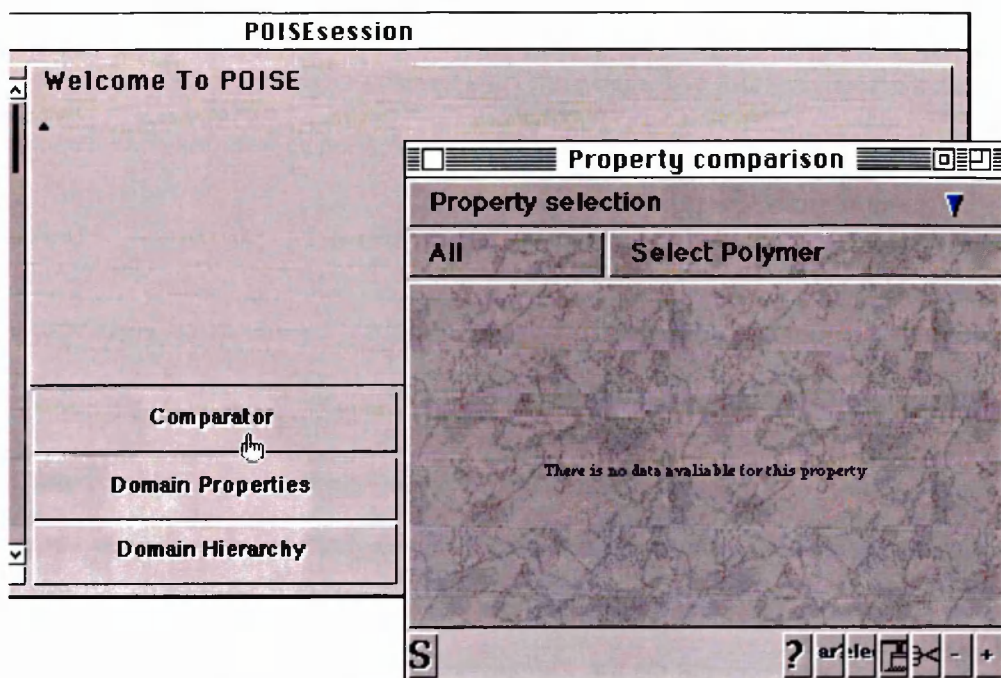 POISEsession
Welcome To POISE
Property comparison
Property selection
All
Select Polymer
Comparator
Domain Properties
Domain Hierarchy
There is no data avaliable for this property
S
? - +